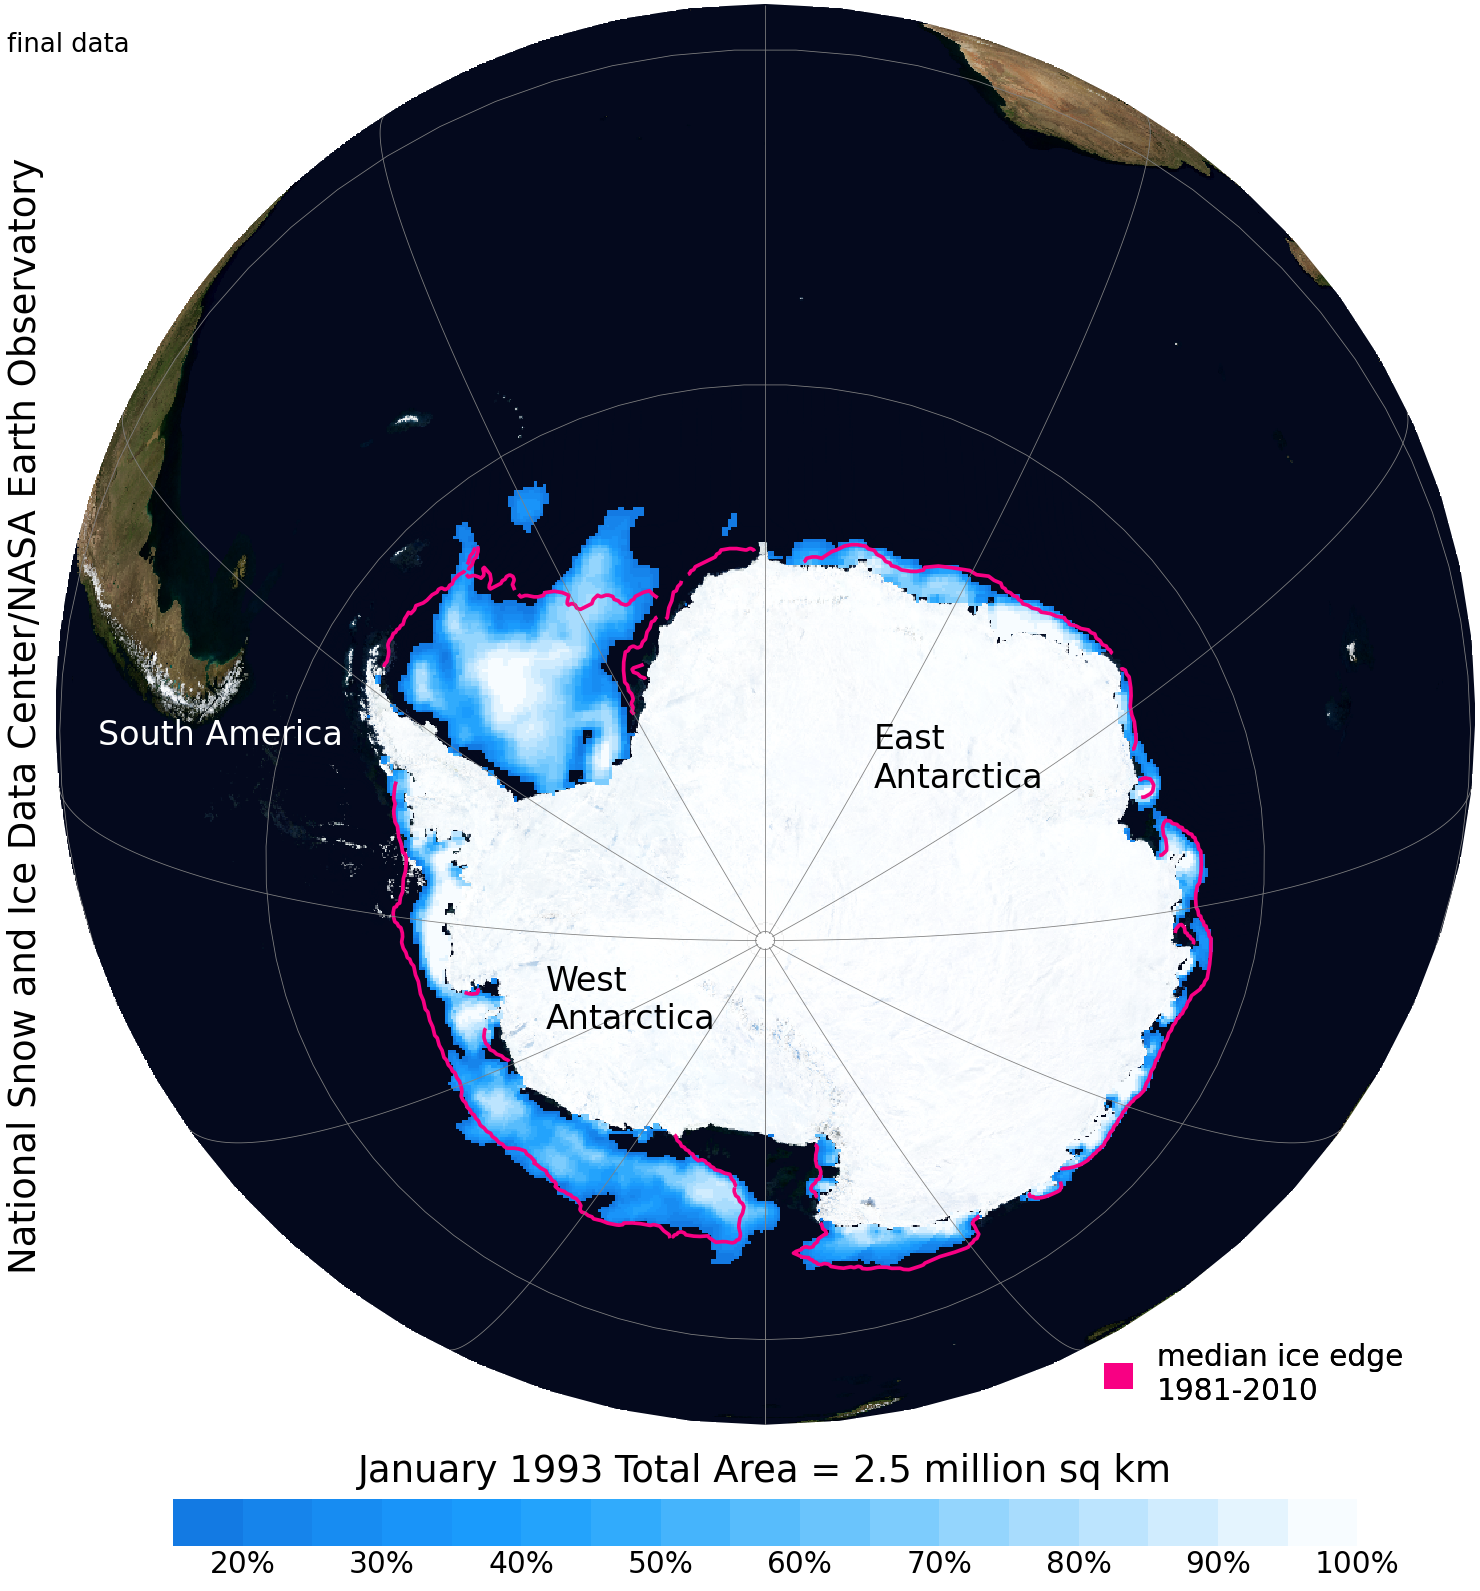 final data
National Snow and Ice Data Center/NASA Earth Observatory
South America
East
Antarctica
West
Antarctica
median ice edge
1981-2010
January 1993 Total Area = 2.5 million sq km
20% 30% 40% 50% 60% 70% 80% 90% 100%